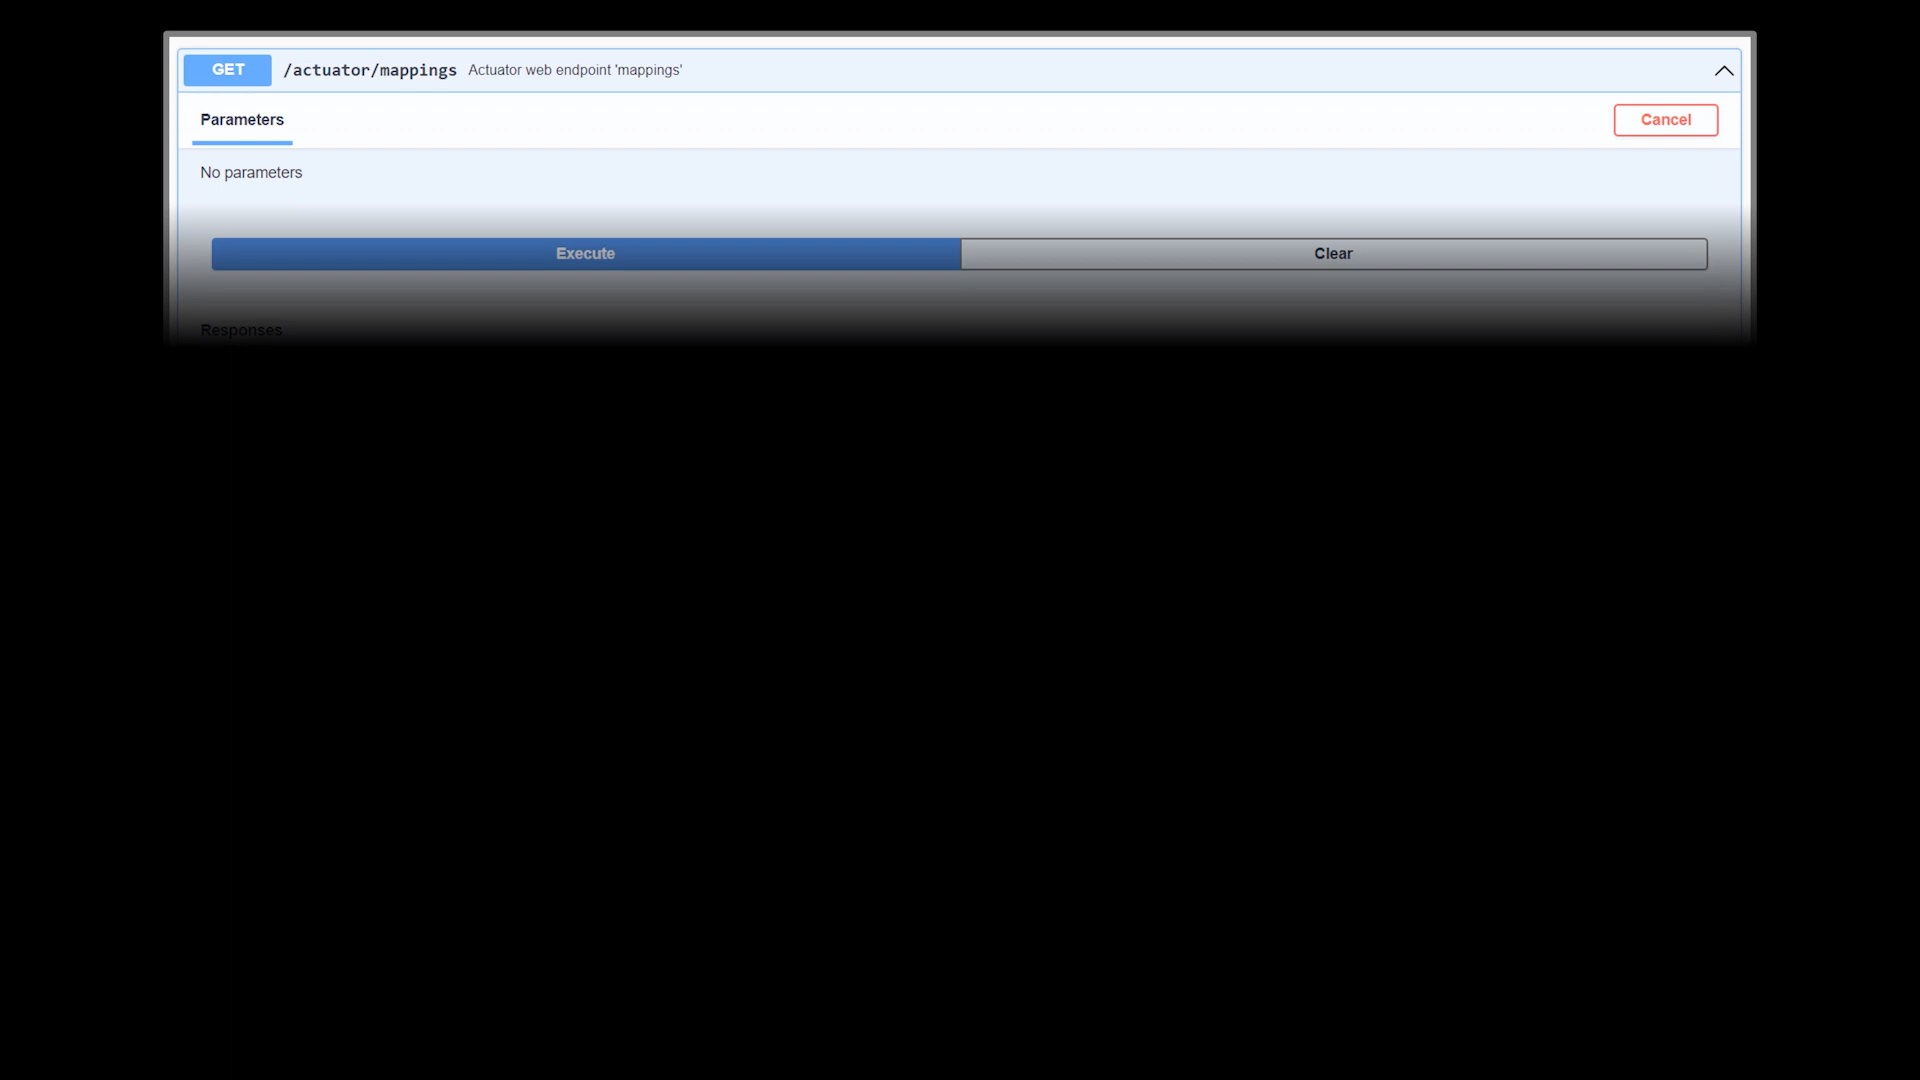 GET /actuator/mappings Actuator web endpoint 'mappings'
Parameters Cancel
No parameters
Execute Clear
Responses